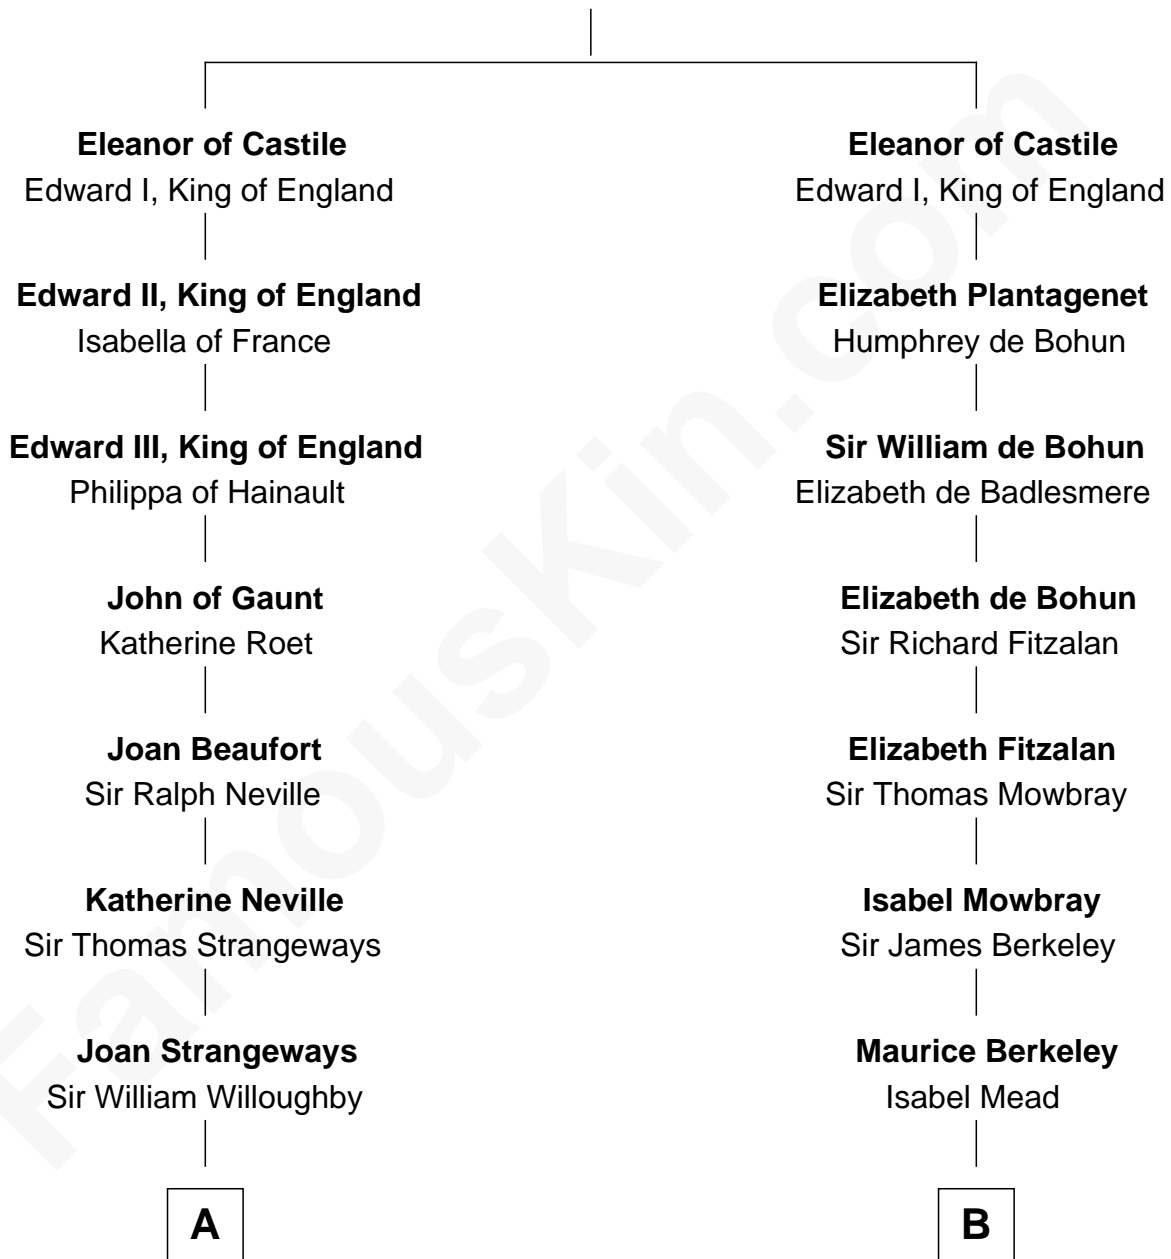 Eleanor of Castile
Edward I, King of England
Edward II, King of England
Isabella of France
Edward III, King of England
Philippa of Hainault
John of Gaunt
Katherine Roet
Joan Beaufort
Sir Ralph Neville
Katherine Neville
Sir Thomas Strangeways
Joan Strangeways
Sir William Willoughby
A
Eleanor of Castile
Edward I, King of England
Elizabeth Plantagenet
Humphrey de Bohun
Sir William de Bohun
Elizabeth de Badlesmere
Elizabeth de Bohun
Sir Richard Fitzalan
Elizabeth Fitzalan
Sir Thomas Mowbray
Isabel Mowbray
Sir James Berkeley
Maurice Berkeley
Isabel Mead
B
FamousKin.com